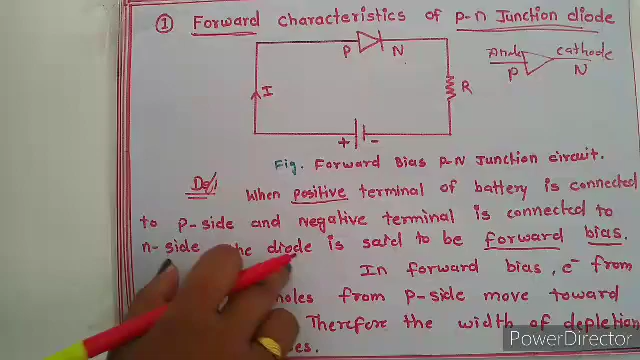 ① Forward characteristics of p-n Junction diode
P N
Anode cathode
P N
I
R
+ -
Fig. Forward Bias P-N Junction circuit.
Def When positive terminal of battery is connected
to p-side and negative terminal is connected to
n-side the diode is said to be forward bias.
In forward bias, e⁻ from
holes from p-side move toward
Therefore the width of depletion
PowerDirector